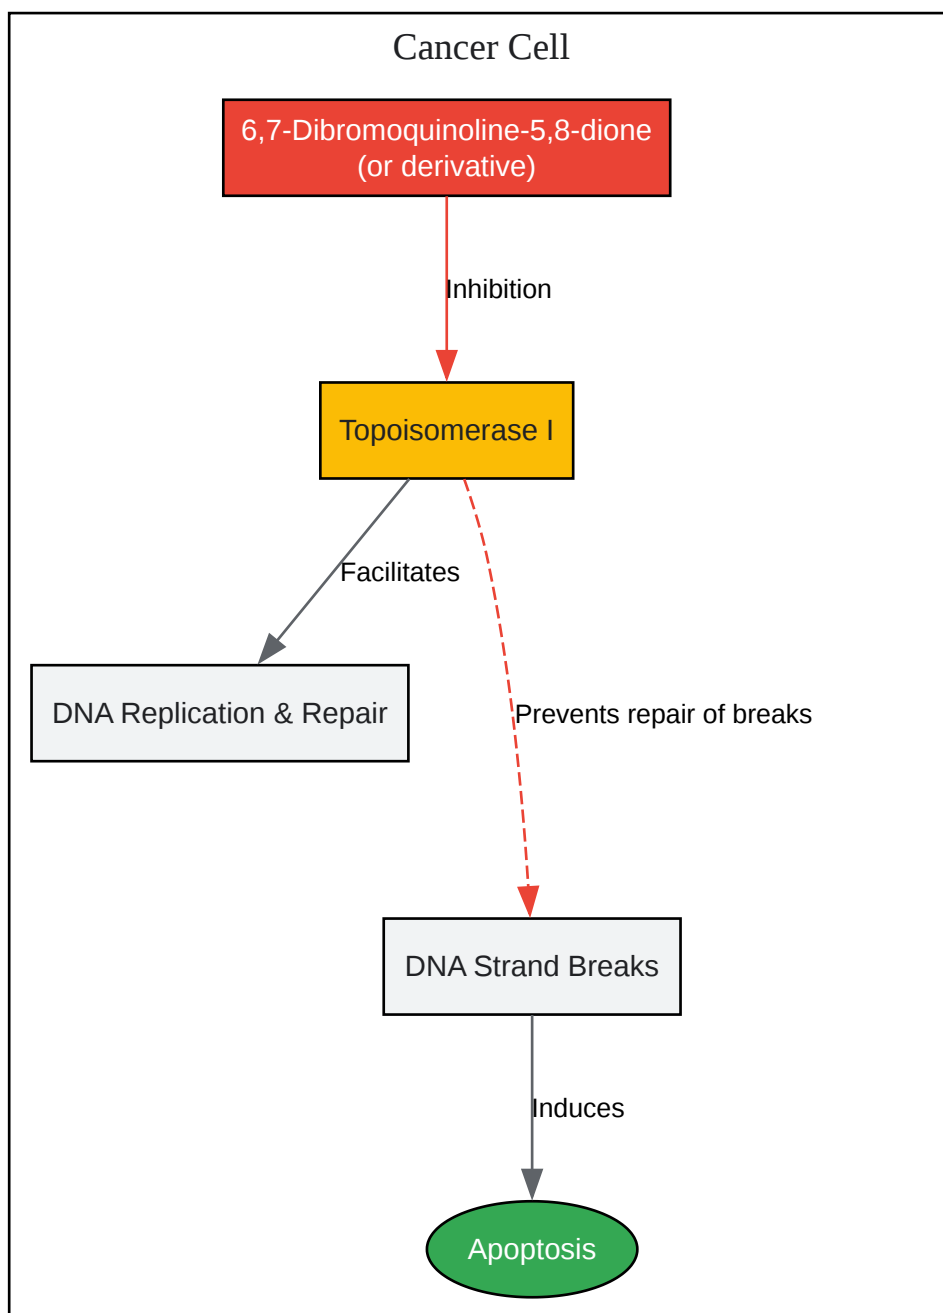 Cancer Cell
6,7-Dibromoquinoline-5,8-dione
(or derivative)
Inhibition
Topoisomerase I
Facilitates
DNA Replication & Repair
Prevents repair of breaks
DNA Strand Breaks
Induces
Apoptosis